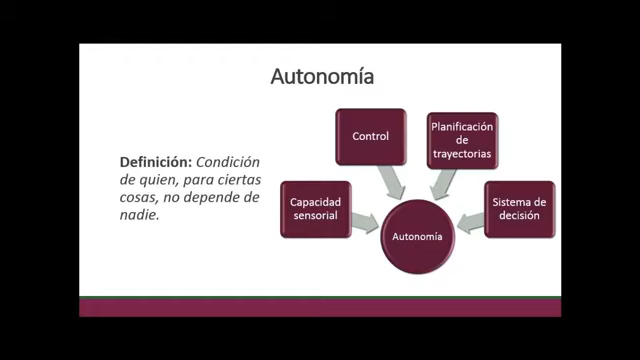 Autonomía
Definición: Condición
de quien, para ciertas
cosas, no depende de
nadie.
Capacidad
sensorial
Control
Planificación
de
trayectorias
Sistema de
decisión
Autonomía